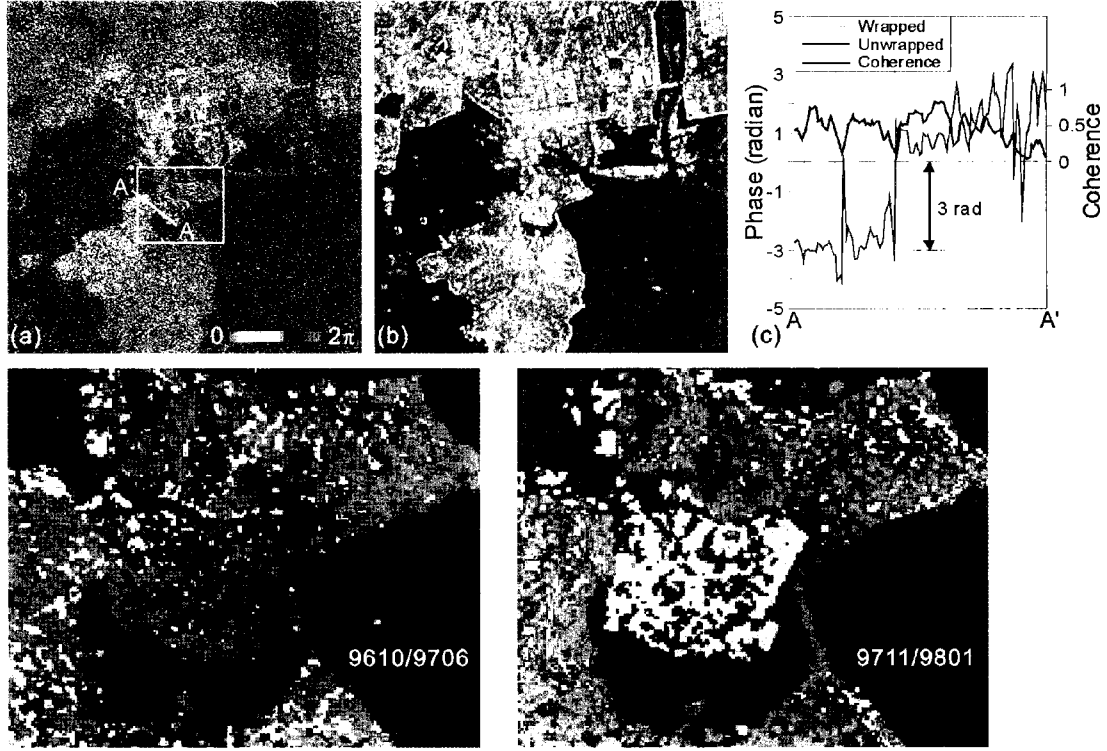 A
A
(a)
0
2π
(b)
5
3
1
-1
-3
-5
Phase (radian)
Wrapped
Unwrapped
Coherence
3 rad
1
0.5
0
Coherence
A
A'
(c)
9610/9706
9711/9801